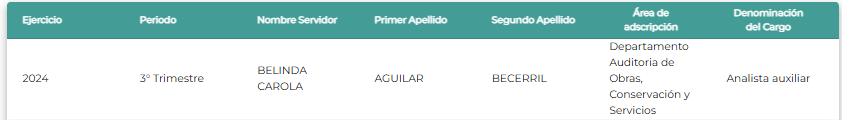 Ejercicio
Periodo
Nombre Servidor
Primer Apellido
Segundo Apellido
Área de
adscripción
Denominación
del Cargo
2024
3° Trimestre
BELINDA
CAROLA
AGUILAR
BECERRIL
Departamento
Auditoria de
Obras,
Conservación y
Servicios
Analista auxiliar